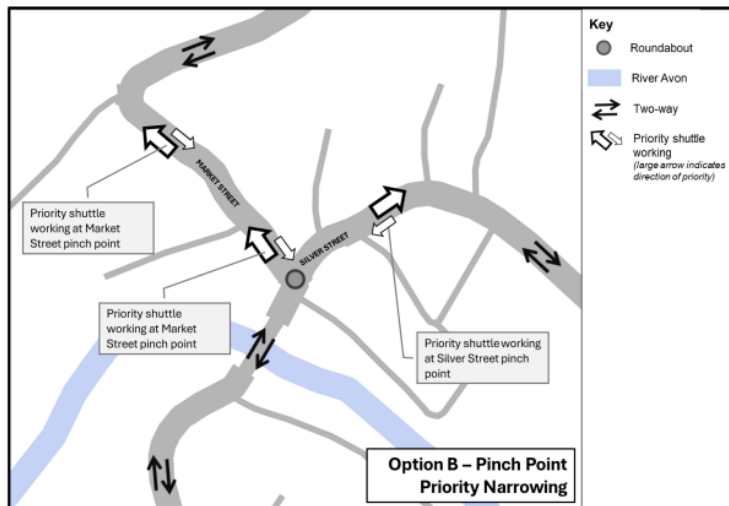 Key
Roundabout
River Avon
Two-way
Priority shuttle
working
(large arrow indicates
direction of priority)
MARKET STREET
SILVER STREET
Priority shuttle
working at Market
Street pinch point
Priority shuttle
working at Market
Street pinch point
Priority shuttle working
at Silver Street pinch
point
Option B – Pinch Point
Priority Narrowing